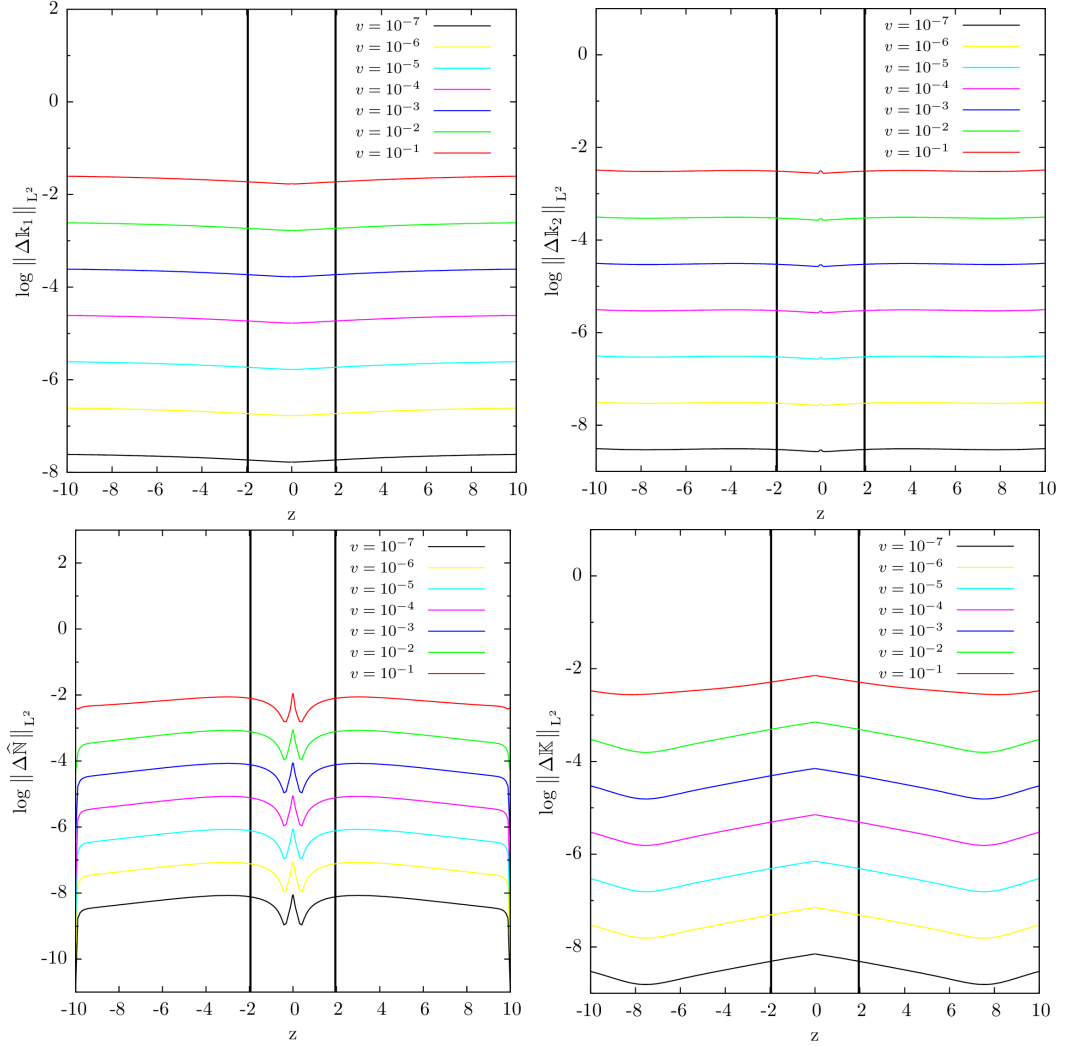 2
0
-2
-4
-6
-8
-10 -8 -6 -4 -2 0 2 4 6 8 10
z
log || Δ𝕜₁ ||_L²
v = 10⁻⁷
v = 10⁻⁶
v = 10⁻⁵
v = 10⁻⁴
v = 10⁻³
v = 10⁻²
v = 10⁻¹
0
-2
-4
-6
-8
-10 -8 -6 -4 -2 0 2 4 6 8 10
z
log || Δ𝕜₂ ||_L²
v = 10⁻⁷
v = 10⁻⁶
v = 10⁻⁵
v = 10⁻⁴
v = 10⁻³
v = 10⁻²
v = 10⁻¹
2
0
-2
-4
-6
-8
-10
-10 -8 -6 -4 -2 0 2 4 6 8 10
z
log || Δℕ̂ ||_L²
v = 10⁻⁷
v = 10⁻⁶
v = 10⁻⁵
v = 10⁻⁴
v = 10⁻³
v = 10⁻²
v = 10⁻¹
0
-2
-4
-6
-8
-10 -8 -6 -4 -2 0 2 4 6 8 10
z
log || Δ𝕂 ||_L²
v = 10⁻⁷
v = 10⁻⁶
v = 10⁻⁵
v = 10⁻⁴
v = 10⁻³
v = 10⁻²
v = 10⁻¹